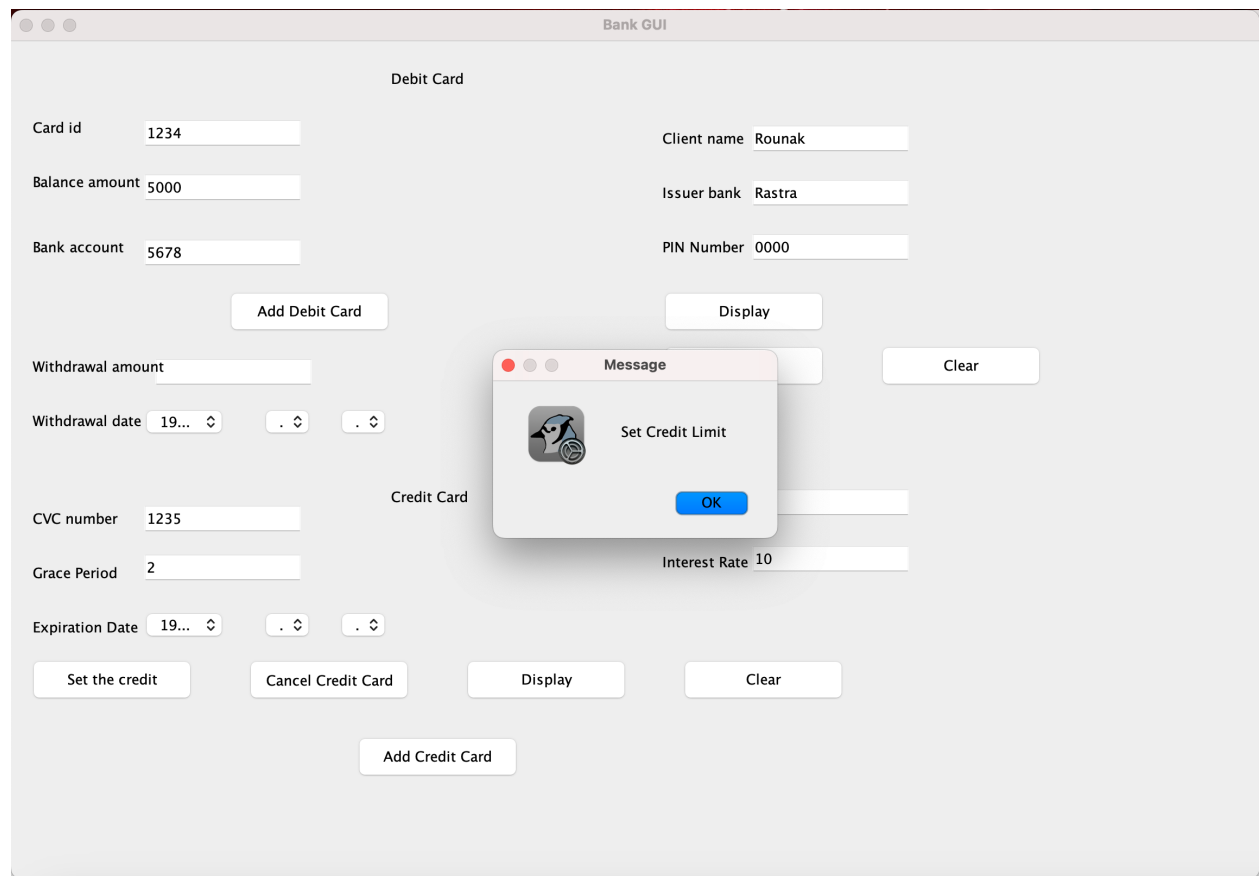 Bank GUI
Debit Card
Card id 1234
Client name Rounak
Balance amount 5000
Issuer bank Rastra
Bank account 5678
PIN Number 0000
Add Debit Card
Display
Withdrawal amount
Clear
Withdrawal date 19... . .
Message
Set Credit Limit
OK
Credit Card
CVC number 1235
Interest Rate 10
Grace Period 2
Expiration Date 19... . .
Set the credit
Cancel Credit Card
Display
Clear
Add Credit Card